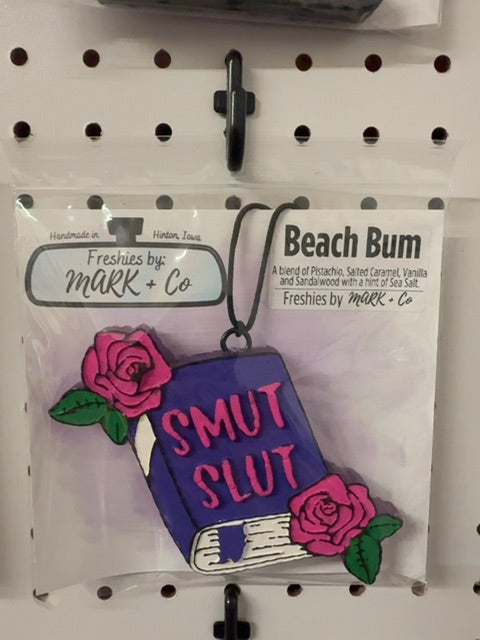 Handmade in Hinton, Iowa
Freshies by:
MARK + Co
Beach Bum
A blend of Pistachio, Salted Caramel, Vanilla
and Sandalwood with a hint of Sea Salt.
Freshies by MARK + Co
SMUT
SLUT